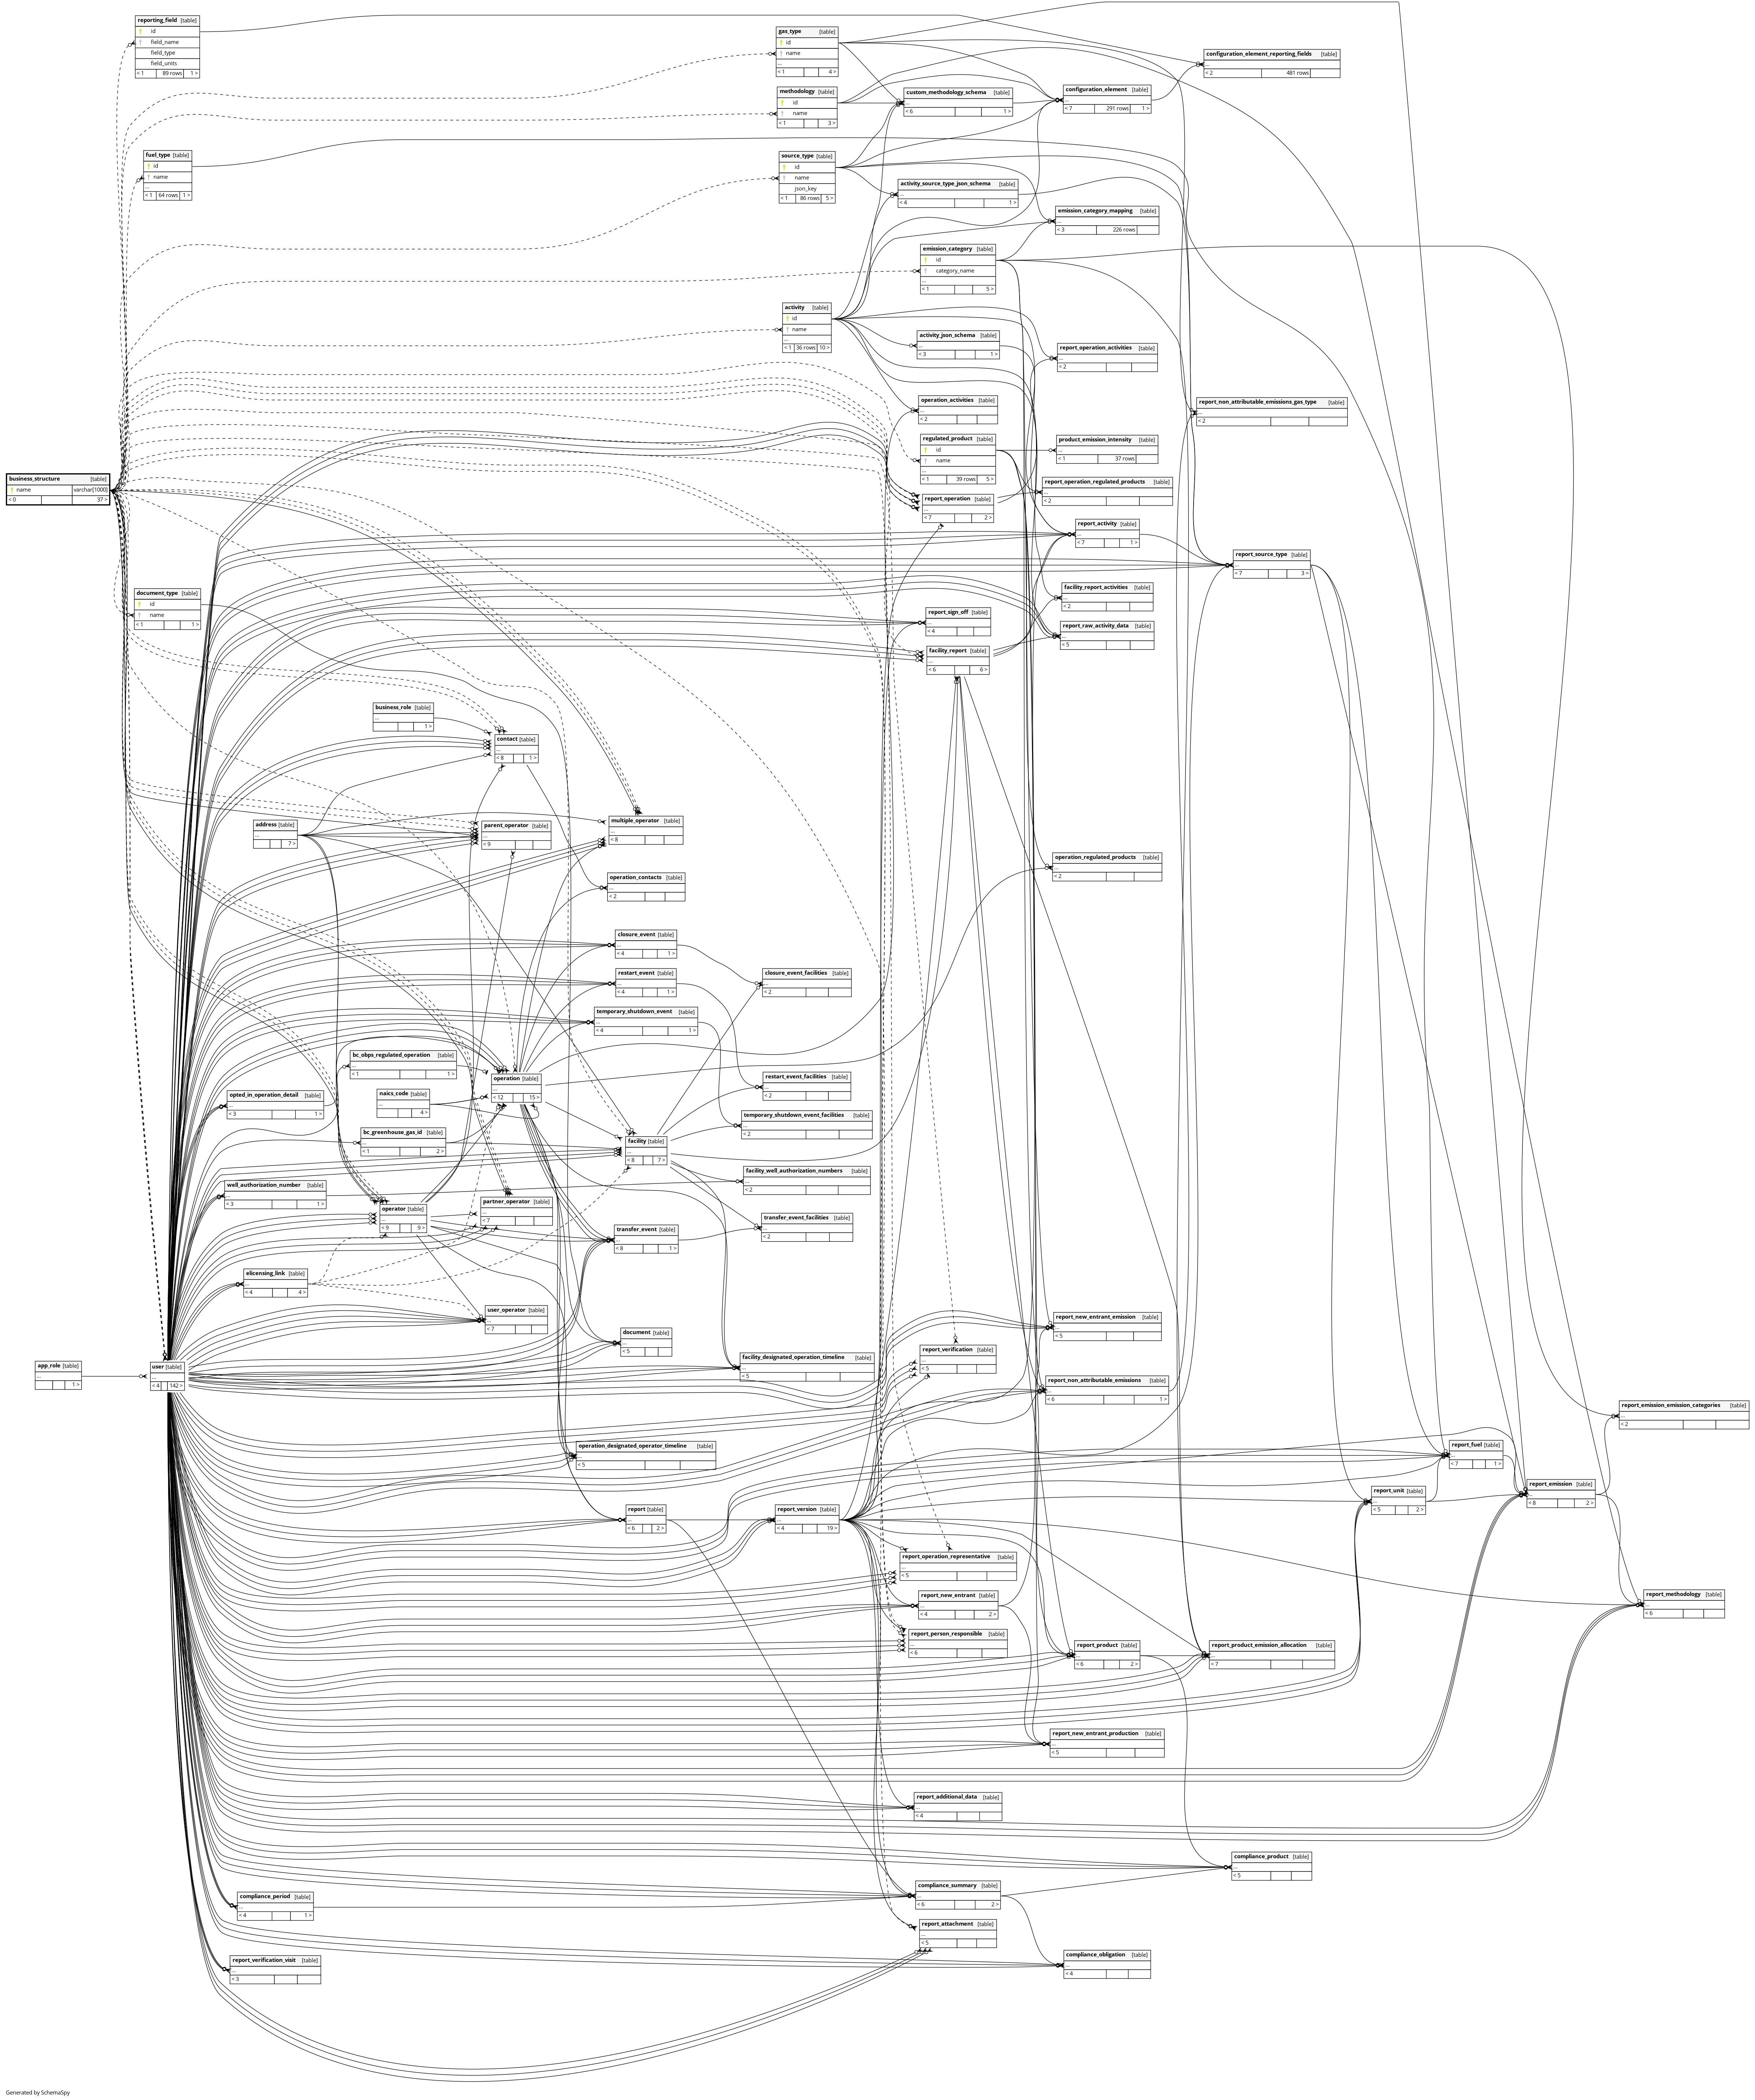 reporting_field [table]
id
field_name
field_type
field_units
< 1 89 rows 1 >
gas_type [table]
id
name
...
< 1 4 >
configuration_element_reporting_fields [table]
...
< 2 481 rows
methodology [table]
id
name
< 1 3 >
custom_methodology_schema [table]
...
< 6 1 >
configuration_element [table]
...
< 7 291 rows 1 >
fuel_type [table]
id
name
...
< 1 64 rows 1 >
source_type [table]
id
name
json_key
< 1 86 rows 5 >
activity_source_type_json_schema [table]
...
< 4 1 >
emission_category_mapping [table]
...
< 3 226 rows
emission_category [table]
id
category_name
...
< 1 5 >
activity [table]
id
name
...
< 1 36 rows 10 >
activity_json_schema [table]
...
< 3 1 >
report_operation_activities [table]
...
< 2
operation_activities [table]
...
< 2
report_non_attributable_emissions_gas_type [table]
...
< 2
regulated_product [table]
id
name
...
< 1 39 rows 5 >
product_emission_intensity [table]
...
< 1 37 rows
business_structure [table]
name varchar[1000]
< 0 37 >
report_operation_regulated_products [table]
...
< 2
report_operation [table]
...
< 7 2 >
report_activity [table]
...
< 7 1 >
report_source_type [table]
...
< 7 3 >
document_type [table]
id
name
< 1 1 >
facility_report_activities [table]
...
< 2
report_sign_off [table]
...
< 4
report_raw_activity_data [table]
...
< 5
facility_report [table]
...
< 6 6 >
business_role [table]
...
1 >
contact [table]
...
< 8 1 >
address [table]
...
7 >
parent_operator [table]
...
< 9
multiple_operator [table]
...
< 8
operation_regulated_products [table]
...
< 2
operation_contacts [table]
...
< 2
closure_event [table]
...
< 4 1 >
restart_event [table]
...
< 4 1 >
closure_event_facilities [table]
...
< 2
temporary_shutdown_event [table]
...
< 4 1 >
bc_obps_regulated_operation [table]
...
< 1 1 >
operation [table]
...
< 12 15 >
restart_event_facilities [table]
...
< 2
opted_in_operation_detail [table]
...
< 3 1 >
naics_code [table]
...
4 >
temporary_shutdown_event_facilities [table]
...
< 2
bc_greenhouse_gas_id [table]
...
< 1 2 >
facility [table]
...
< 8 7 >
facility_well_authorization_numbers [table]
...
< 2
well_authorization_number [table]
...
< 3 1 >
operator [table]
...
< 9 9 >
partner_operator [table]
...
< 7
transfer_event_facilities [table]
...
< 2
transfer_event [table]
...
< 8 1 >
elicensing_link [table]
...
< 4 4 >
user_operator [table]
...
< 7
document [table]
...
< 5
report_new_entrant_emission [table]
...
< 5
report_verification [table]
...
< 5
facility_designated_operation_timeline [table]
...
< 5
app_role [table]
...
1 >
user [table]
...
< 4 142 >
report_non_attributable_emissions [table]
...
< 6 1 >
report_emission_emission_categories [table]
...
< 2
operation_designated_operator_timeline [table]
...
< 5
report_fuel [table]
...
< 7 1 >
report_emission [table]
...
< 8 2 >
report_unit [table]
...
< 5 2 >
report [table]
...
< 6 2 >
report_version [table]
...
< 4 19 >
report_operation_representative [table]
...
< 5
report_new_entrant [table]
...
< 4 2 >
report_methodology [table]
...
< 6
report_person_responsible [table]
...
< 6
report_product [table]
...
< 6 2 >
report_product_emission_allocation [table]
...
< 7
report_new_entrant_production [table]
...
< 5
report_additional_data [table]
...
< 4
compliance_product [table]
...
< 5
compliance_summary [table]
...
< 6 2 >
compliance_period [table]
...
< 4 1 >
report_attachment [table]
...
< 5
compliance_obligation [table]
...
< 4
report_verification_visit [table]
...
< 3
Generated by SchemaSpy